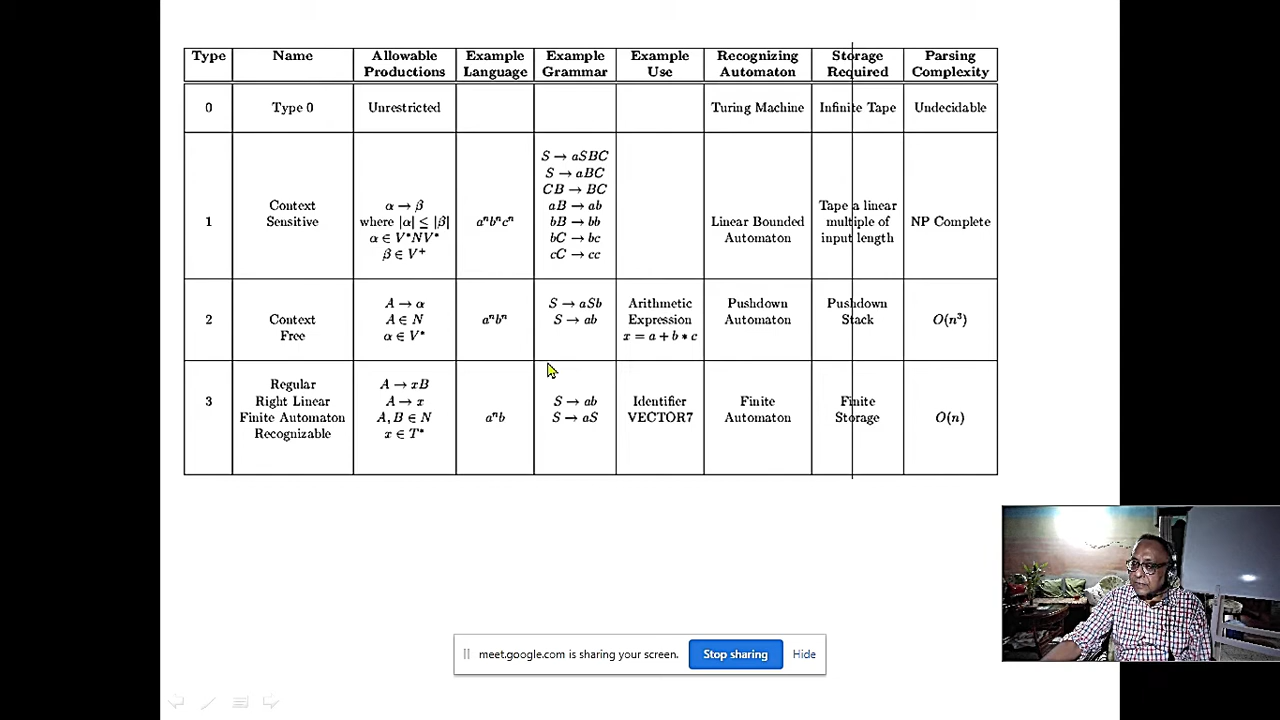 Type Name Allowable Productions Example Language Example Grammar Example Use Recognizing Automaton Storage Required Parsing Complexity
0 Type 0 Unrestricted Turing Machine Infinite Tape Undecidable
1
Context
Sensitive
α → β
where |α| ≤ |β|
α ∈ V*NV*
β ∈ V⁺
aⁿbⁿcⁿ
S → aSBC
S → aBC
CB → BC
aB → ab
bB → bb
bC → bc
cC → cc
Linear Bounded
Automaton
Tape a linear
multiple of
input length
NP Complete
2
Context
Free
A → α
A ∈ N
α ∈ V*
aⁿbⁿ
S → aSb
S → ab
Arithmetic
Expression
x = a + b * c
Pushdown
Automaton
Pushdown
Stack
O(n³)
3
Regular
Right Linear
Finite Automaton
Recognizable
A → xB
A → x
A, B ∈ N
x ∈ T*
aⁿb
S → ab
S → aS
Identifier
VECTOR7
Finite
Automaton
Finite
Storage
O(n)
meet.google.com is sharing your screen. Stop sharing Hide